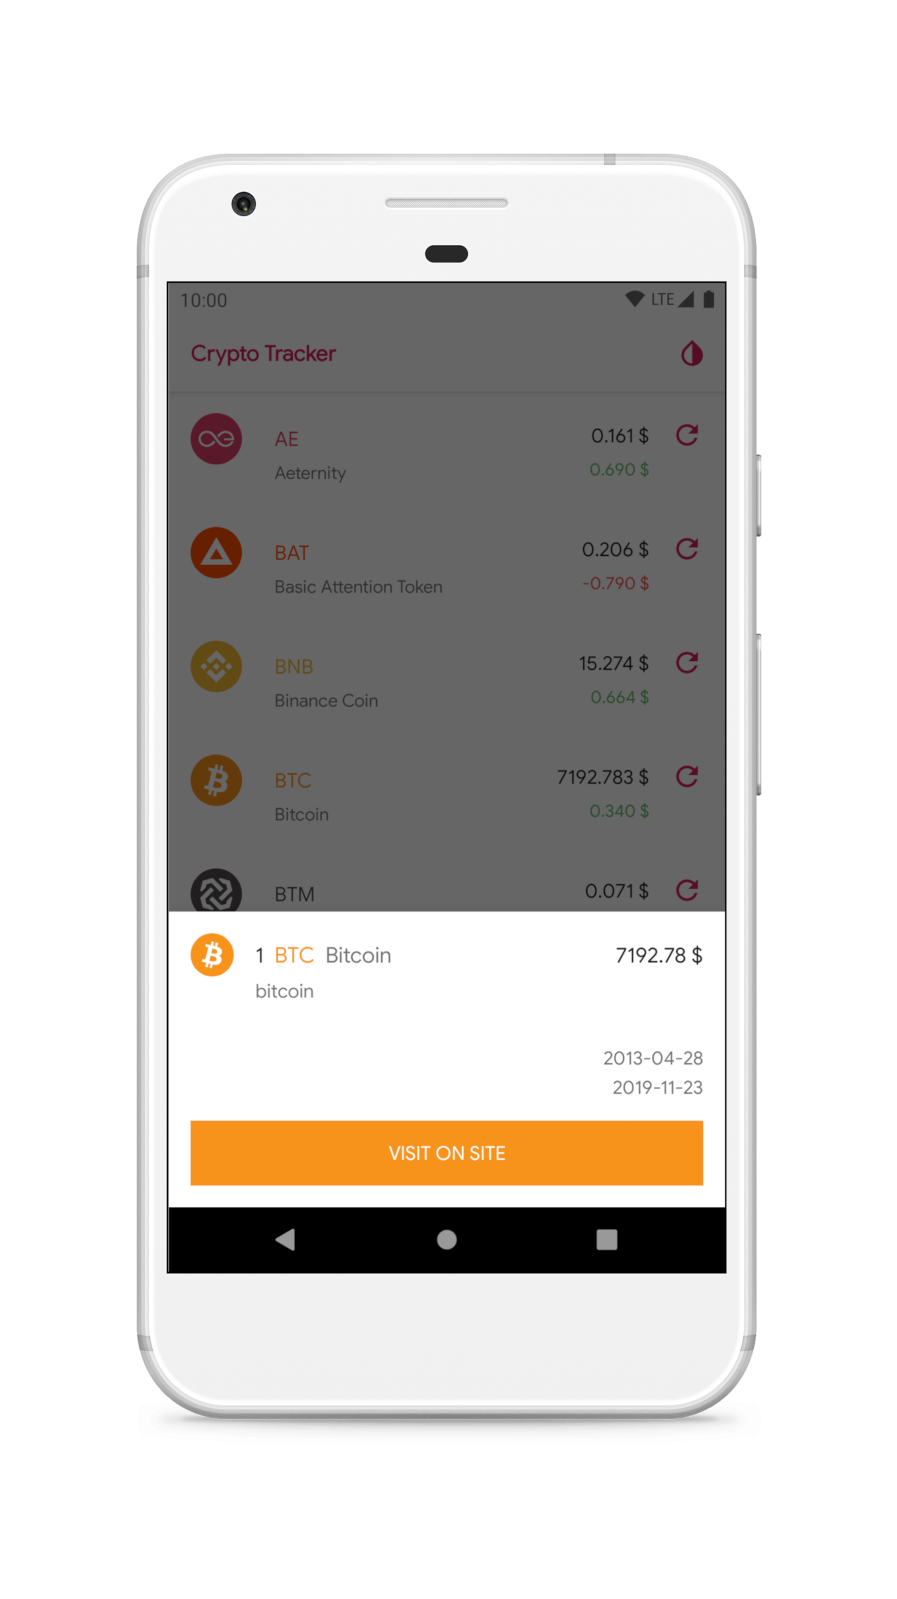 10:00 LTE
Crypto Tracker
AE 0.161 $
Aeternity 0.690 $
BAT 0.206 $
Basic Attention Token -0.790 $
BNB 15.274 $
Binance Coin 0.664 $
BTC 7192.783 $
Bitcoin 0.340 $
BTM 0.071 $
1 BTC Bitcoin 7192.78 $
bitcoin
2013-04-28
2019-11-23
VISIT ON SITE